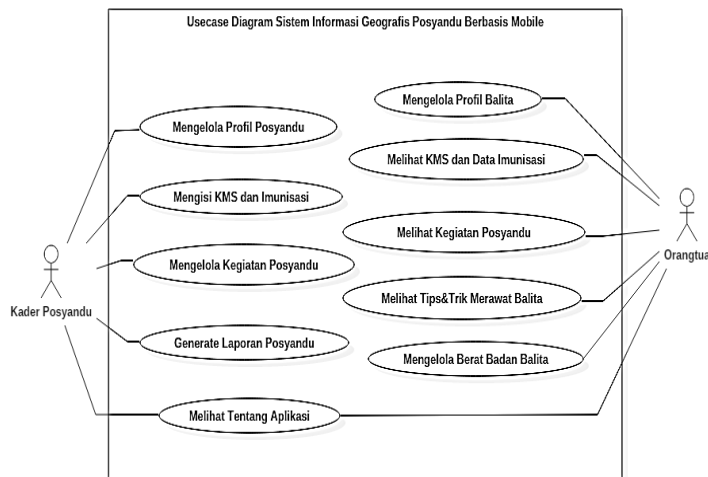 Usecase Diagram Sistem Informasi Geografis Posyandu Berbasis Mobile
Mengelola Profil Balita
Mengelola Profil Posyandu
Melihat KMS dan Data Imunisasi
Mengisi KMS dan Imunisasi
Melihat Kegiatan Posyandu
Mengelola Kegiatan Posyandu
Orangtua
Kader Posyandu
Melihat Tips&Trik Merawat Balita
Generate Laporan Posyandu
Mengelola Berat Badan Balita
Melihat Tentang Aplikasi